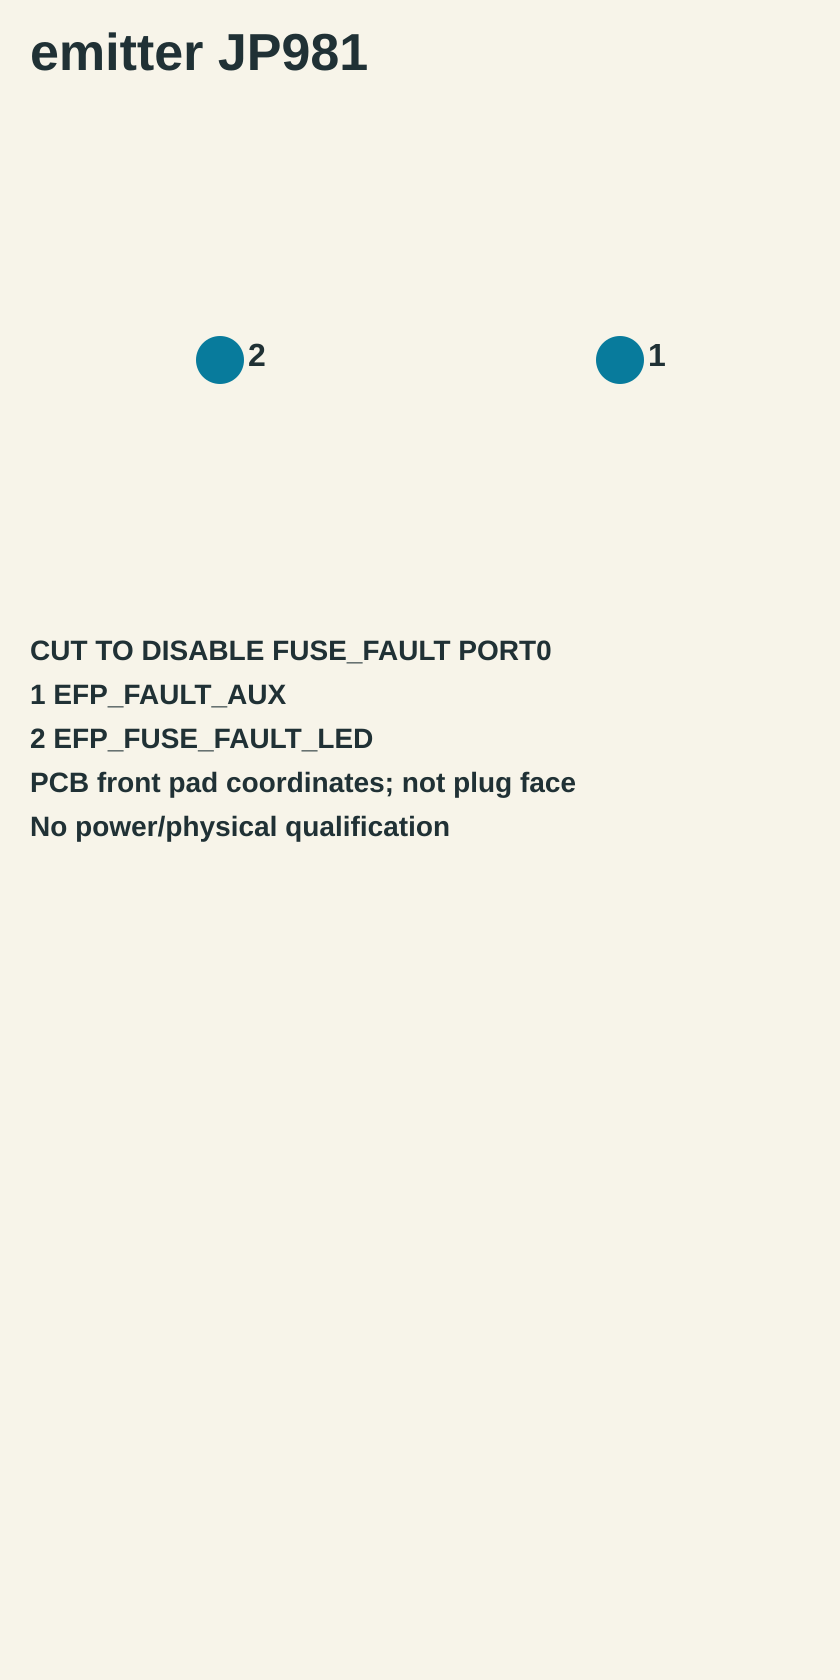 emitter JP981
2 1
CUT TO DISABLE FUSE_FAULT PORT0
1 EFP_FAULT_AUX
2 EFP_FUSE_FAULT_LED
PCB front pad coordinates; not plug face
No power/physical qualification